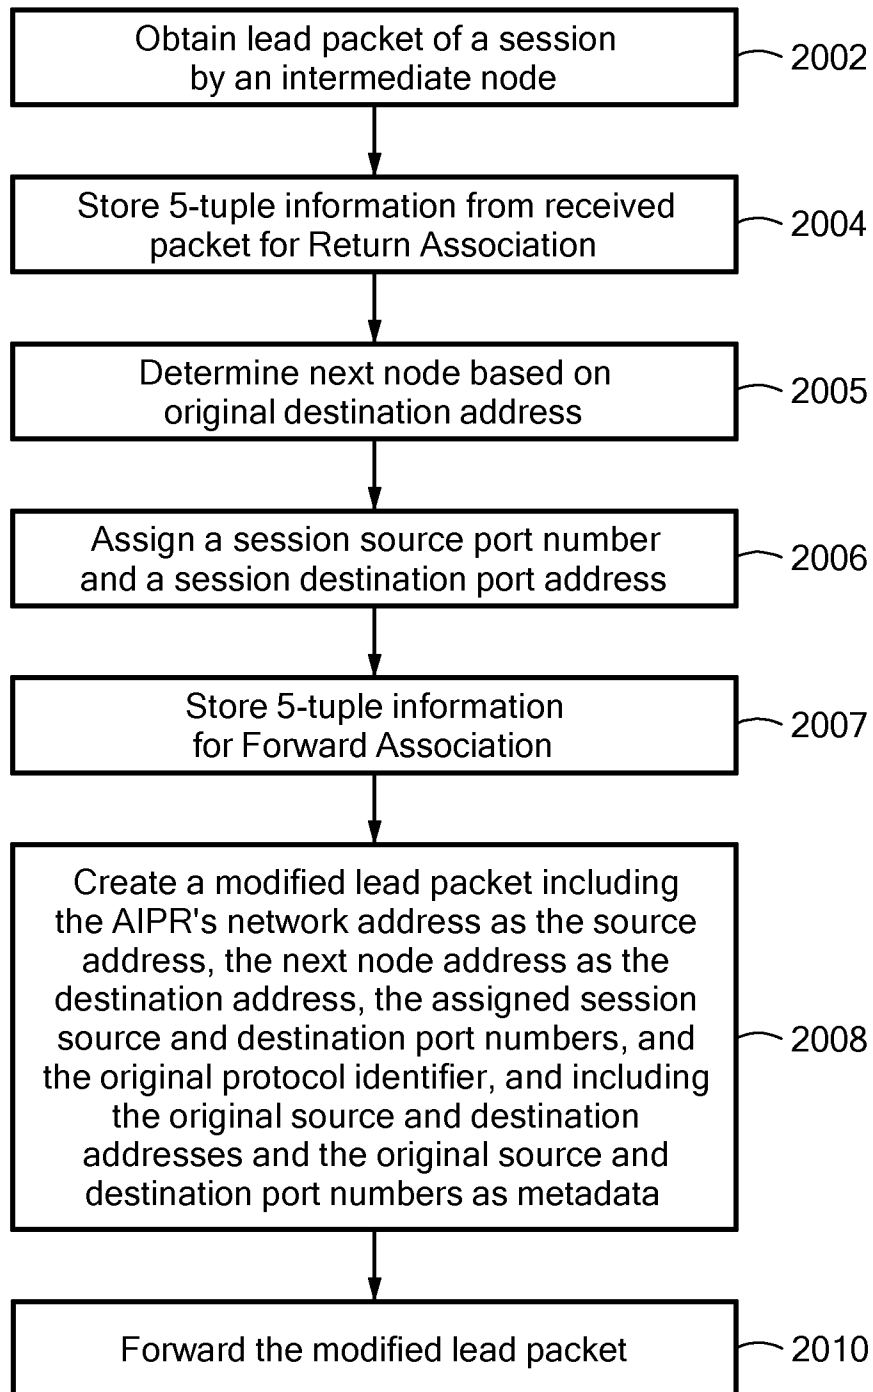 Obtain lead packet of a session
by an intermediate node
2002
Store 5-tuple information from received
packet for Return Association
2004
Determine next node based on
original destination address
2005
Assign a session source port number
and a session destination port address
2006
Store 5-tuple information
for Forward Association
2007
Create a modified lead packet including
the AIPR's network address as the source
address, the next node address as the
destination address, the assigned session
source and destination port numbers, and
the original protocol identifier, and including
the original source and destination
addresses and the original source and
destination port numbers as metadata
2008
Forward the modified lead packet
2010